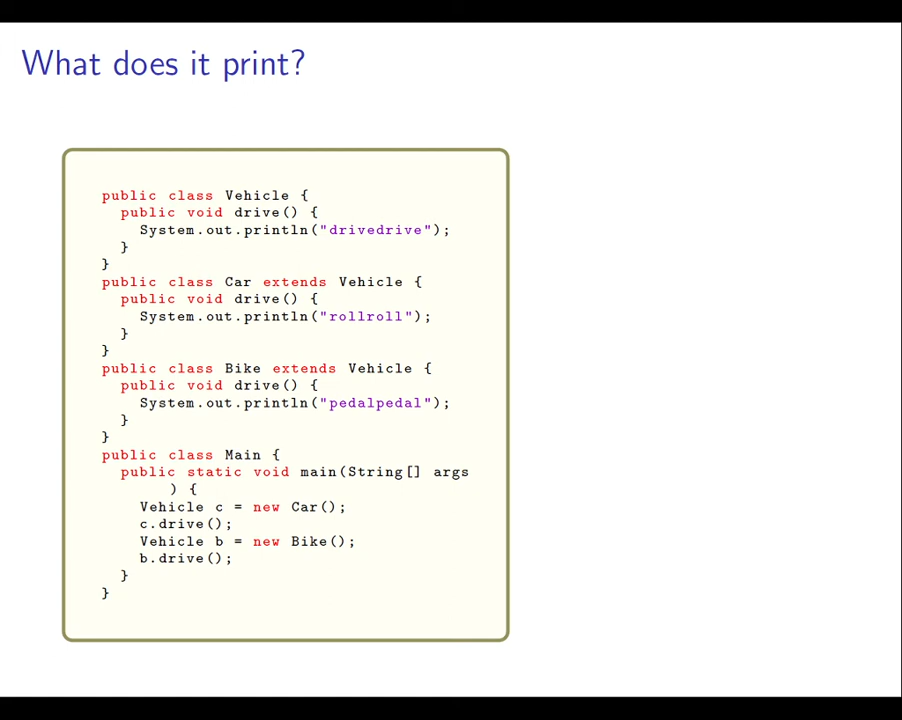 What does it print?
public class Vehicle {
  public void drive() {
    System.out.println("drivedrive");
  }
}
public class Car extends Vehicle {
  public void drive() {
    System.out.println("rollroll");
  }
}
public class Bike extends Vehicle {
  public void drive() {
    System.out.println("pedalpedal");
  }
}
public class Main {
  public static void main(String[] args
       ) {
    Vehicle c = new Car();
    c.drive();
    Vehicle b = new Bike();
    b.drive();
  }
}